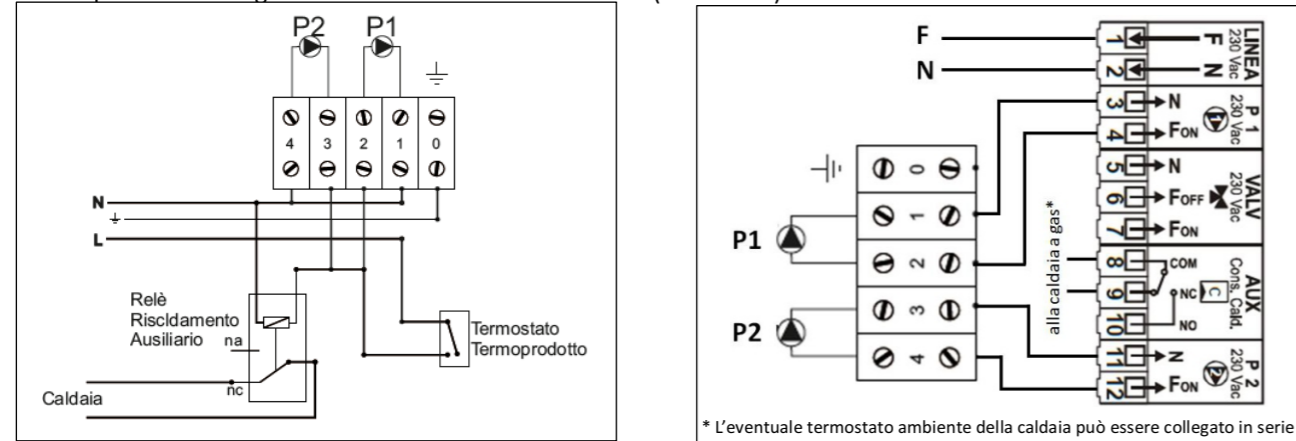 P2 P1
4 3 2 1 0
N
L
Relè
Riscldamento
Ausiliario
na
nc
Caldaia
Termostato
Termoprodotto
F
N
P1
P2
0
1
2
3
4
alla caldaia a gas*
1 F
2 N
LINEA
230 Vac
3 N
4 FON
P 1
230 Vac
5 N
6 FOFF
7 FON
VALV
230 Vac
8 COM
9 NC
10 NO
C
AUX
Cons. Cald.
11 N
12 FON
P 2
230 Vac
* L'eventuale termostato ambiente della caldaia può essere collegato in serie